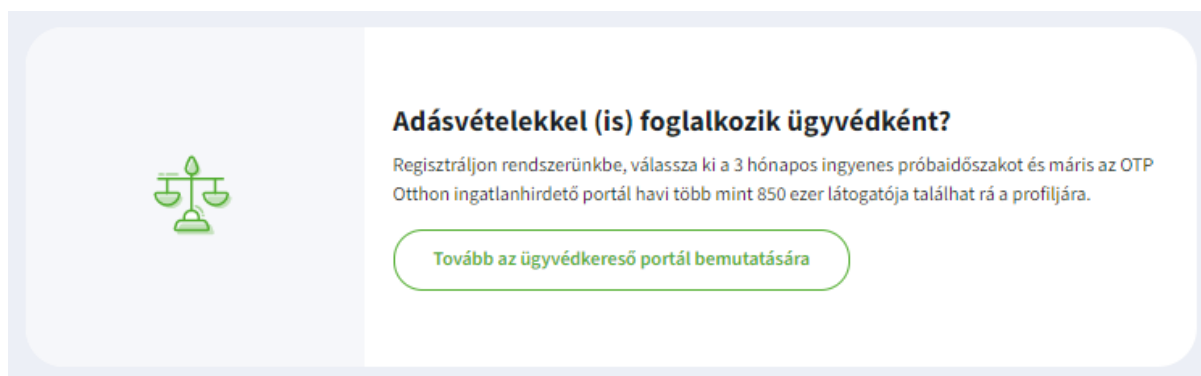 Adásvételekkel (is) foglalkozik ügyvédként?
Regisztráljon rendszerünkbe, válassza ki a 3 hónapos ingyenes próbaidőszakot és máris az OTP
Otthon ingatlanhirdető portál havi több mint 850 ezer látogatója találhat rá a profiljára.
Tovább az ügyvédkereső portál bemutatására